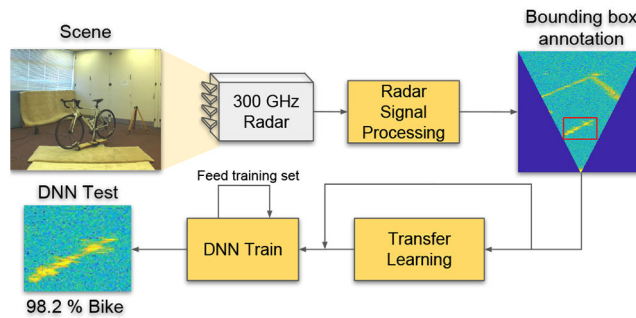 Scene
300 GHz
Radar
Radar
Signal
Processing
Bounding box
annotation
DNN Test
Feed training set
DNN Train
Transfer
Learning
98.2 % Bike